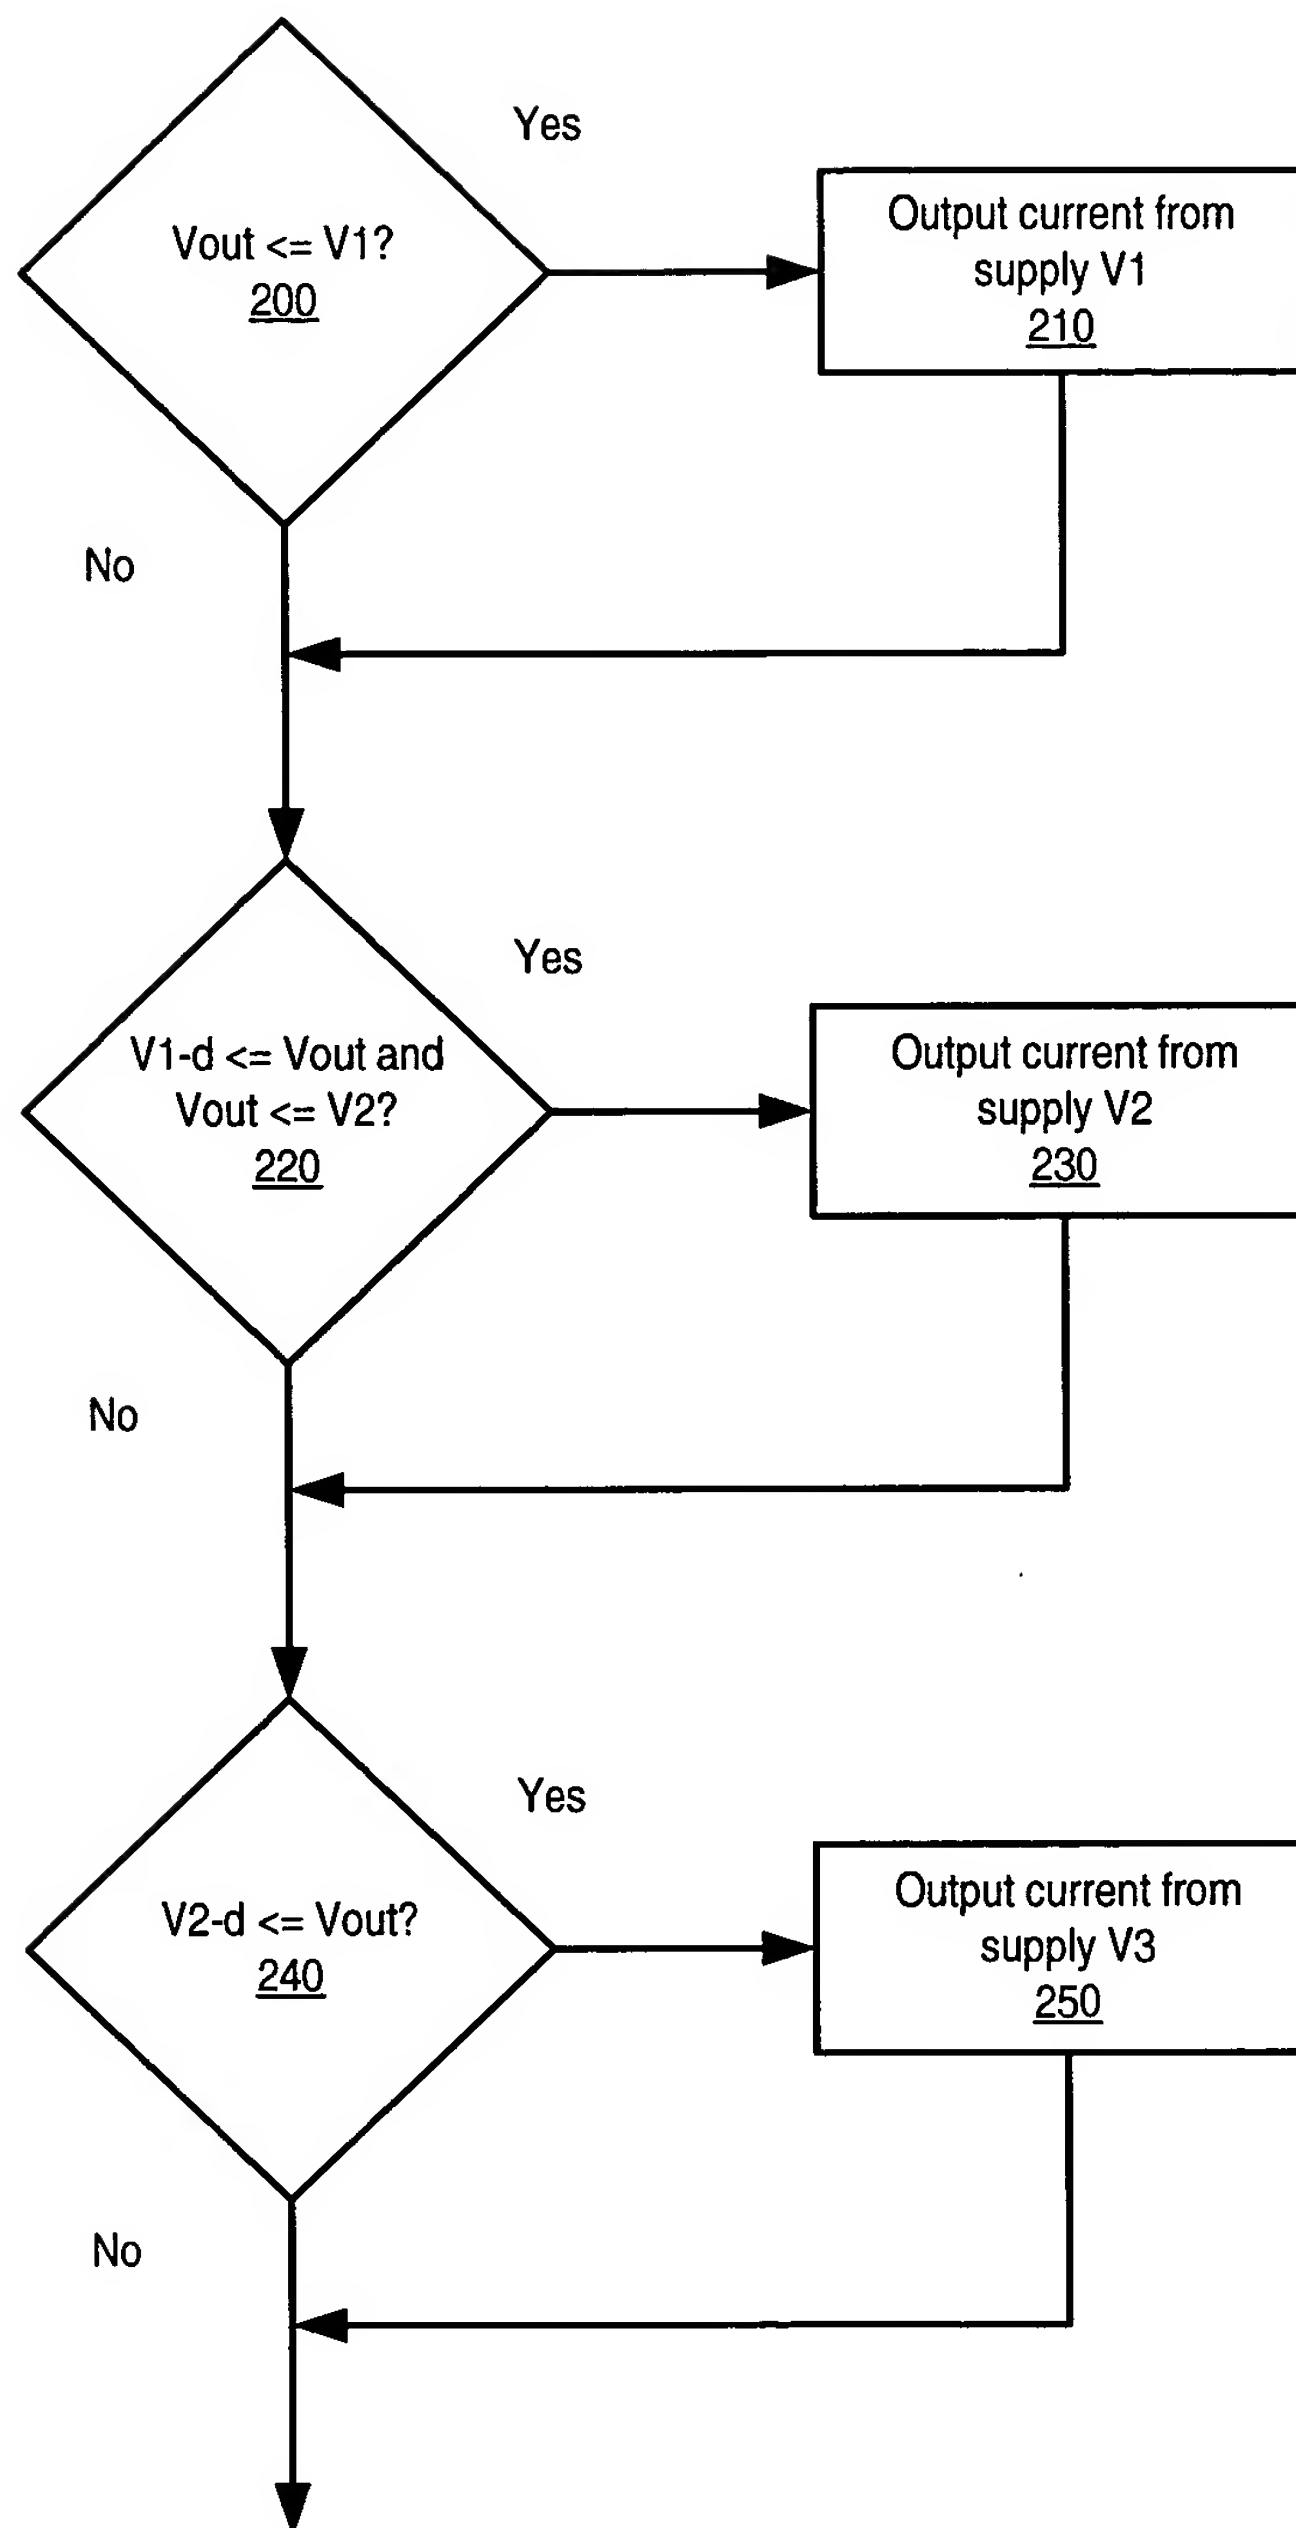 Yes
Vout <= V1?
200
Output current from
supply V1
210
No
Yes
V1-d <= Vout and
Vout <= V2?
220
Output current from
supply V2
230
No
Yes
V2-d <= Vout?
240
Output current from
supply V3
250
No